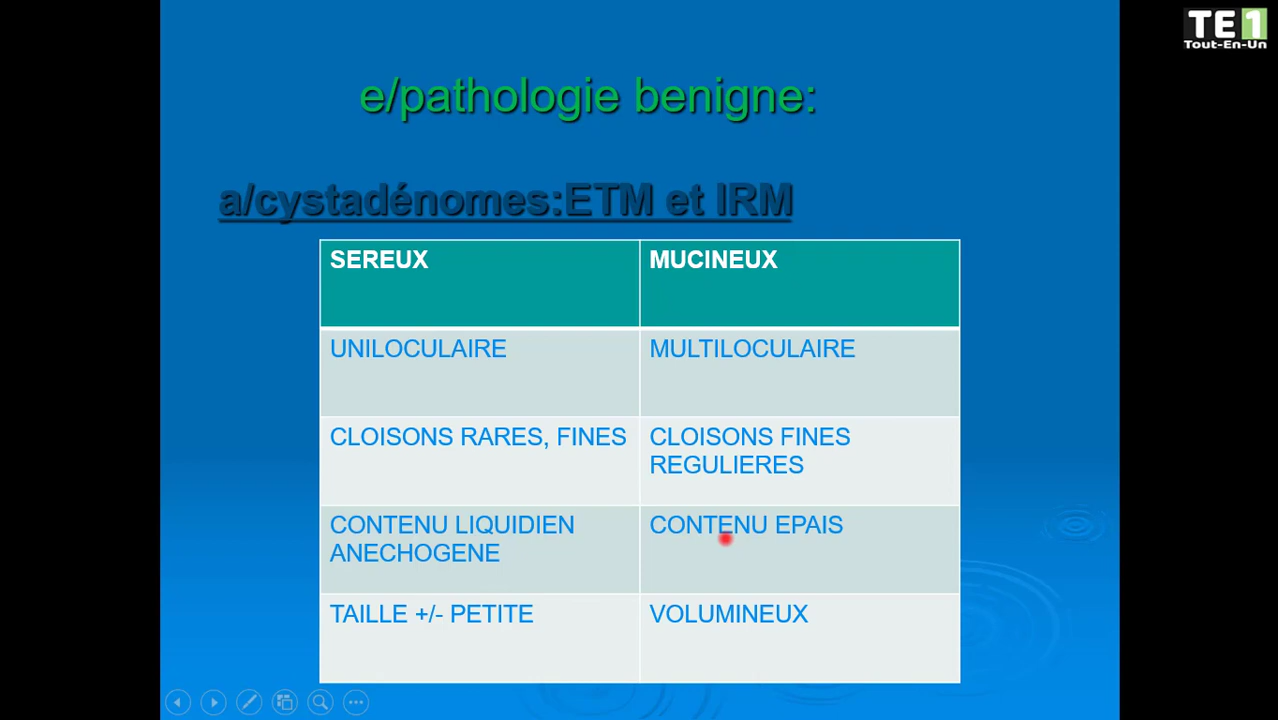 TE1
Tout-En-Un
e/pathologie benigne:
a/cystadénomes:ETM et IRM
SEREUX
MUCINEUX
UNILOCULAIRE
MULTILOCULAIRE
CLOISONS RARES, FINES
CLOISONS FINES
REGULIERES
CONTENU LIQUIDIEN
ANECHOGENE
CONTENU EPAIS
TAILLE +/- PETITE
VOLUMINEUX